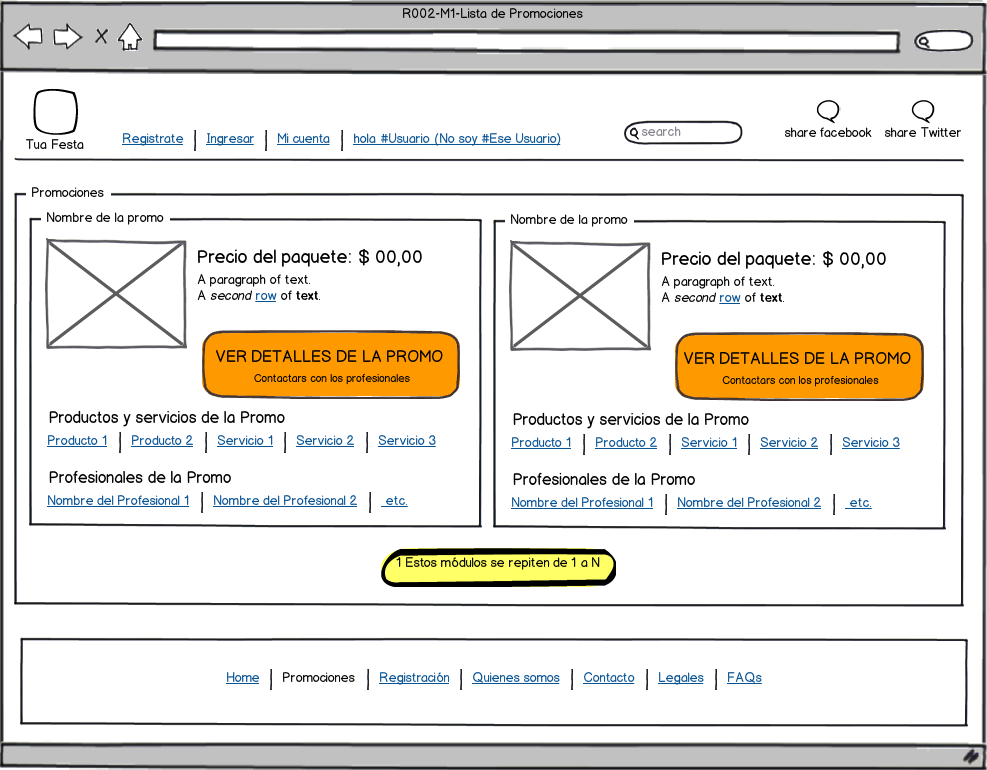 R002-M1-Lista de Promociones
Tua Festa
Registrate | Ingresar | Mi cuenta | hola #Usuario (No soy #Ese Usuario)
search
share facebook
share Twitter
Promociones
Nombre de la promo
Precio del paquete: $ 00,00
A paragraph of text.
A second row of text.
VER DETALLES DE LA PROMO
Contactars con los profesionales
Productos y servicios de la Promo
Producto 1 | Producto 2 | Servicio 1 | Servicio 2 | Servicio 3
Profesionales de la Promo
Nombre del Profesional 1 | Nombre del Profesional 2 | etc.
Nombre de la promo
Precio del paquete: $ 00,00
A paragraph of text.
A second row of text.
VER DETALLES DE LA PROMO
Contactars con los profesionales
Productos y servicios de la Promo
Producto 1 | Producto 2 | Servicio 1 | Servicio 2 | Servicio 3
Profesionales de la Promo
Nombre del Profesional 1 | Nombre del Profesional 2 | etc.
1 Estos módulos se repiten de 1 a N
Home | Promociones | Registración | Quienes somos | Contacto | Legales | FAQs